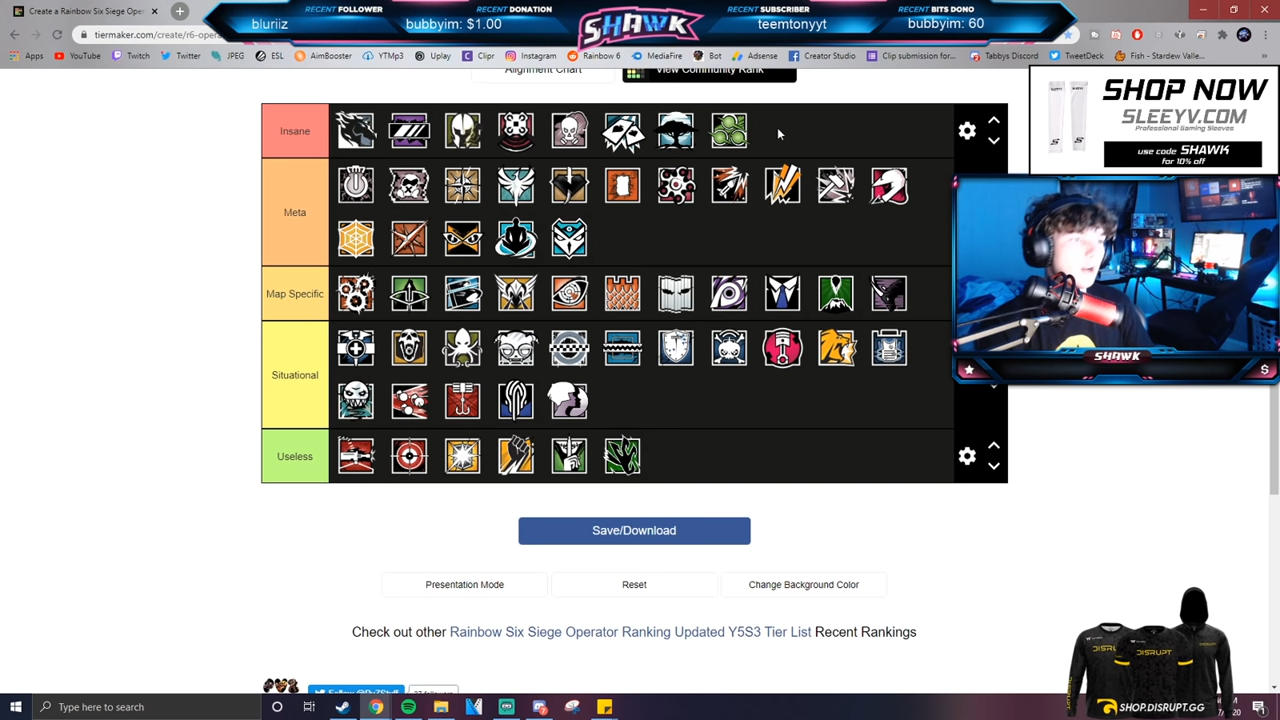 Create a Rainbow Six Siege Oper
RECENT FOLLOWER
bluriiz
RECENT DONATION
bubbyim: $1.00
SHAWK
RECENT SUBSCRIBER
teemtonyyt
RECENT BITS DONO
bubbyim: 60
tiermaker.com/create/r6-opera
Apps
YouTube
Twitch
Twitter
JPEG
ESL
AimBooster
YTMp3
Uplay
Clipr
Instagram
Rainbow 6
MediaFire
Bot
Adsense
Creator Studio
Clip submission for...
Tabbys Discord
TweetDeck
Fish - Stardew Valle...
Alignment Chart
View Community Rank
SHOP NOW
SLEEYV.COM
Professional Gaming Sleeves
use code SHAWK
for 10% off
Insane
Meta
Map Specific
Situational
Useless
SHAWK
Save/Download
Presentation Mode
Reset
Change Background Color
Check out other Rainbow Six Siege Operator Ranking Updated Y5S3 Tier List Recent Rankings
DISRUPT
SHOP.DISRUPT.GG
Type here to search